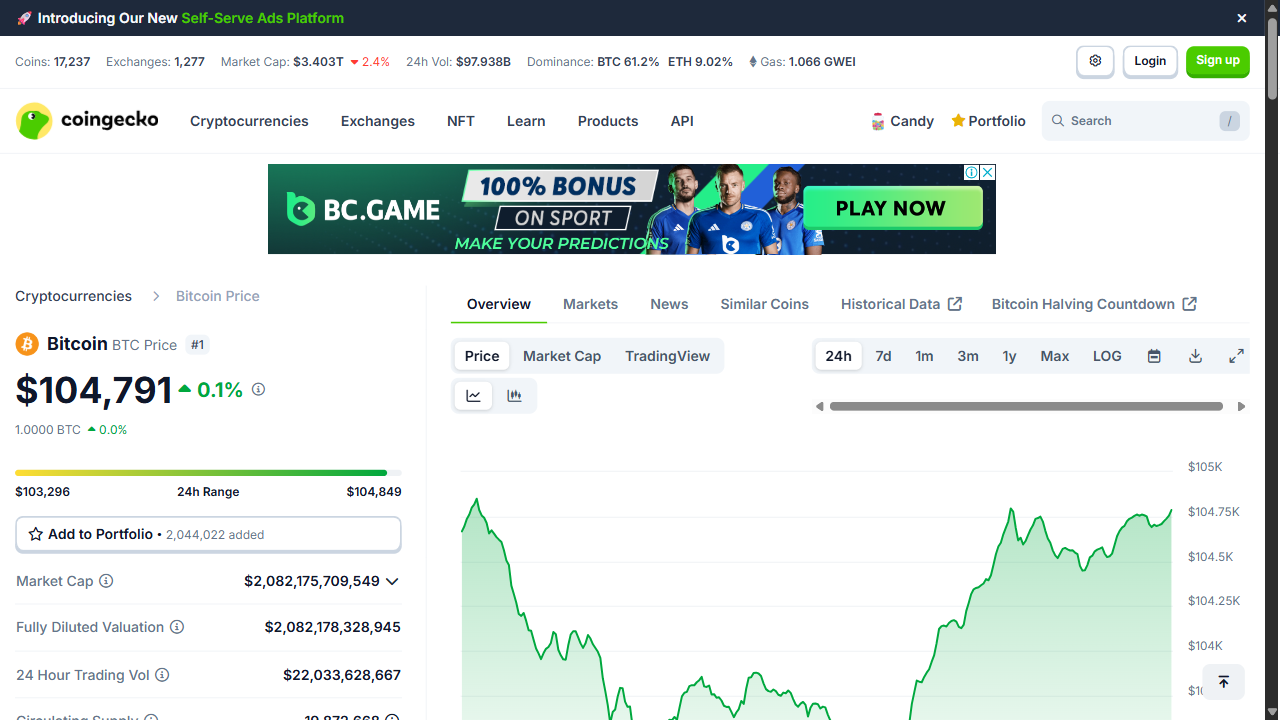 🚀 Introducing Our New Self-Serve Ads Platform
Coins: 17,237 Exchanges: 1,277 Market Cap: $3.403T 2.4% 24h Vol: $97.938B Dominance: BTC 61.2% ETH 9.02% Gas: 1.066 GWEI
Login
Sign up
coingecko
Cryptocurrencies Exchanges NFT Learn Products API
Candy Portfolio Search /
BC.GAME
100% BONUS
ON SPORT
MAKE YOUR PREDICTIONS
PLAY NOW
Cryptocurrencies Bitcoin Price
Bitcoin BTC Price #1
$104,791 0.1%
1.0000 BTC 0.0%
$103,296 24h Range $104,849
Add to Portfolio • 2,044,022 added
Market Cap $2,082,175,709,549
Fully Diluted Valuation $2,082,178,328,945
24 Hour Trading Vol $22,033,628,667
Circulating Supply 19,872,668
Overview Markets News Similar Coins Historical Data Bitcoin Halving Countdown
Price Market Cap TradingView
24h 7d 1m 3m 1y Max LOG
$105K
$104.75K
$104.5K
$104.25K
$104K